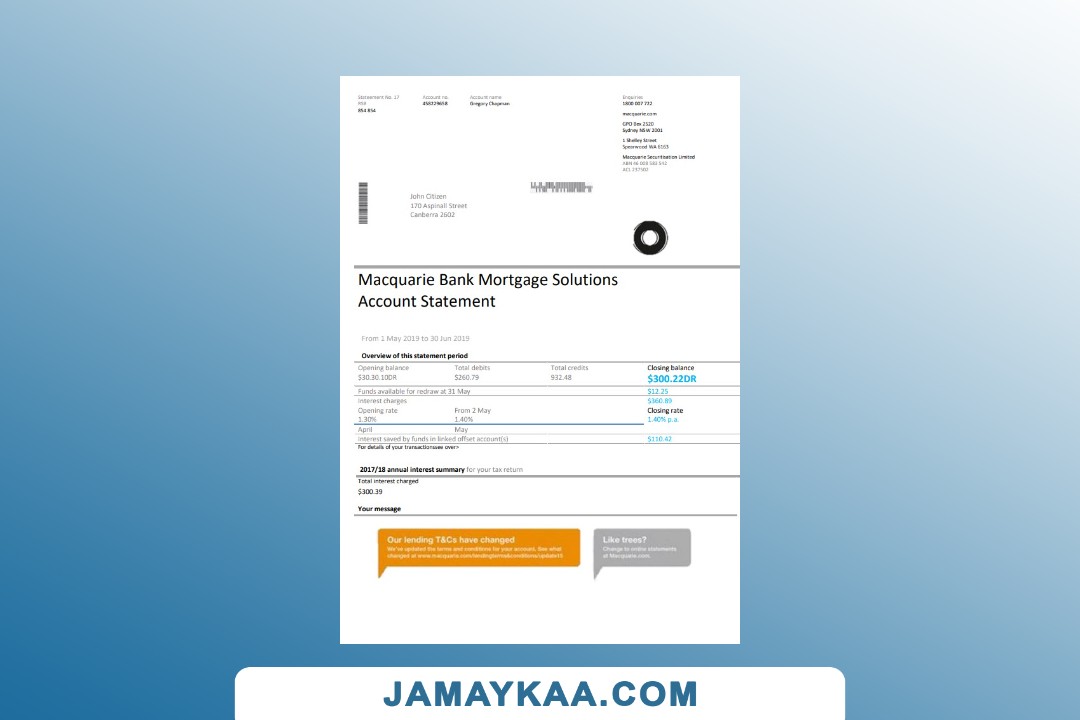 Statement No. 17
Account no.
Account name
Enquiries
BSB
458229658
Gregory Chapman
1800 007 722
854 854
macquarie.com
GPO Box 2520
Sydney NSW 2001
1 Shelley Street
Speorwood WA 6163
Macquarie Securitisation Limited
John Citizen
170 Aspinall Street
Canberra 2602
Macquarie Bank Mortgage Solutions
Account Statement
From 1 May 2019 to 30 Jun 2019
Overview of this statement period
Opening balance Total debits Total credits Closing balance
$30.30.10DR $260.79 932.48 $300.22DR
Funds available for redraw at 31 May $12.25
Interest charges $360.89
Opening rate From 2 May Closing rate
1.30% 1.40% 1.40% p.a.
April May
Interest saved by funds in linked offset account(s) $110.42
For details of your transactionssee over>
2017/18 annual interest summary for your tax return
Total interest charged
$300.39
Your message
Our lending T&Cs have changed
We've updated the terms and conditions for your account. See what
changed at www.macquarie.com/lendingterms&conditions/update15
Like trees?
Change to online statements
at Macquarie.com
JAMAYKAA.COM